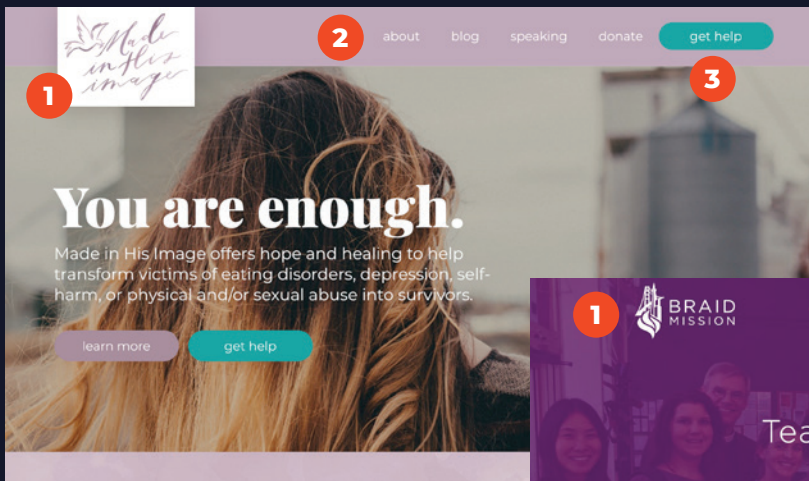 Made
in His
image
1
2
about blog speaking donate get help
3
You are enough.
Made in His Image offers hope and healing to help
transform victims of eating disorders, depression, self-
harm, or physical and/or sexual abuse into survivors.
learn more get help
1
BRAID
MISSION
Tea